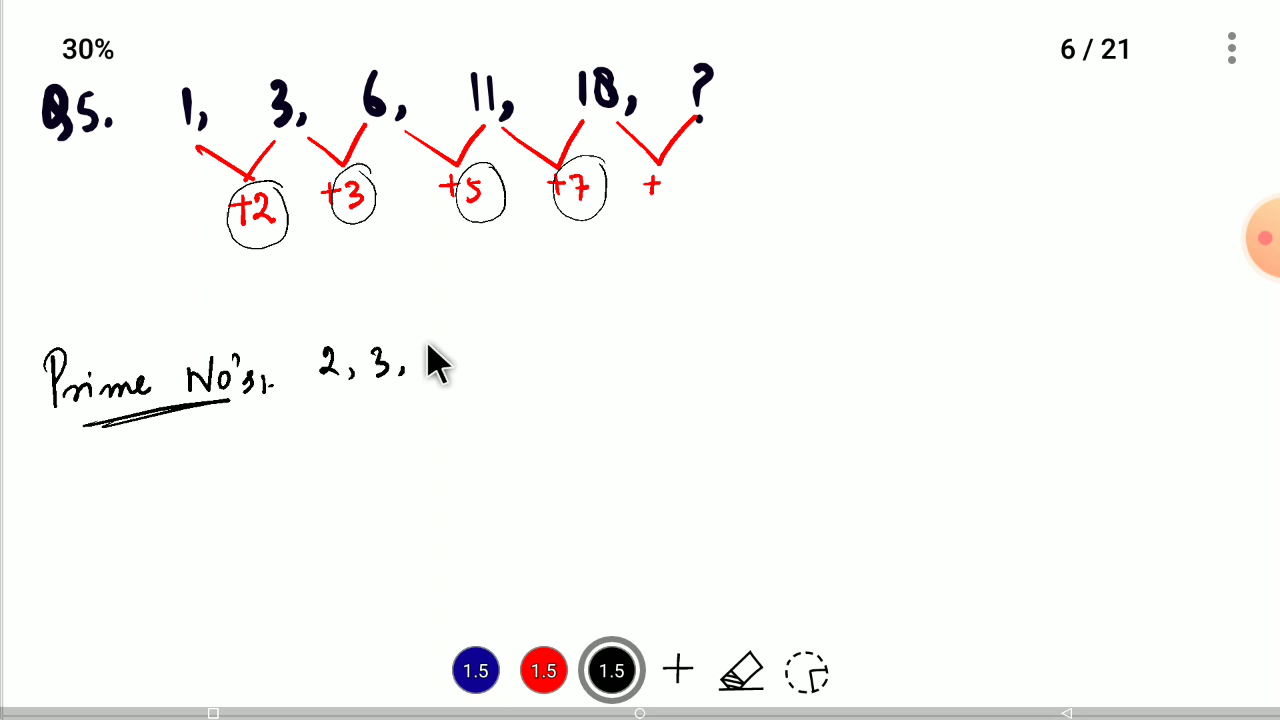 30% 6 / 21
Q5. 1, 3, 6, 11, 18, ?
+2 +3 +5 +7 +
Prime No's:- 2, 3,
1.5 1.5 1.5